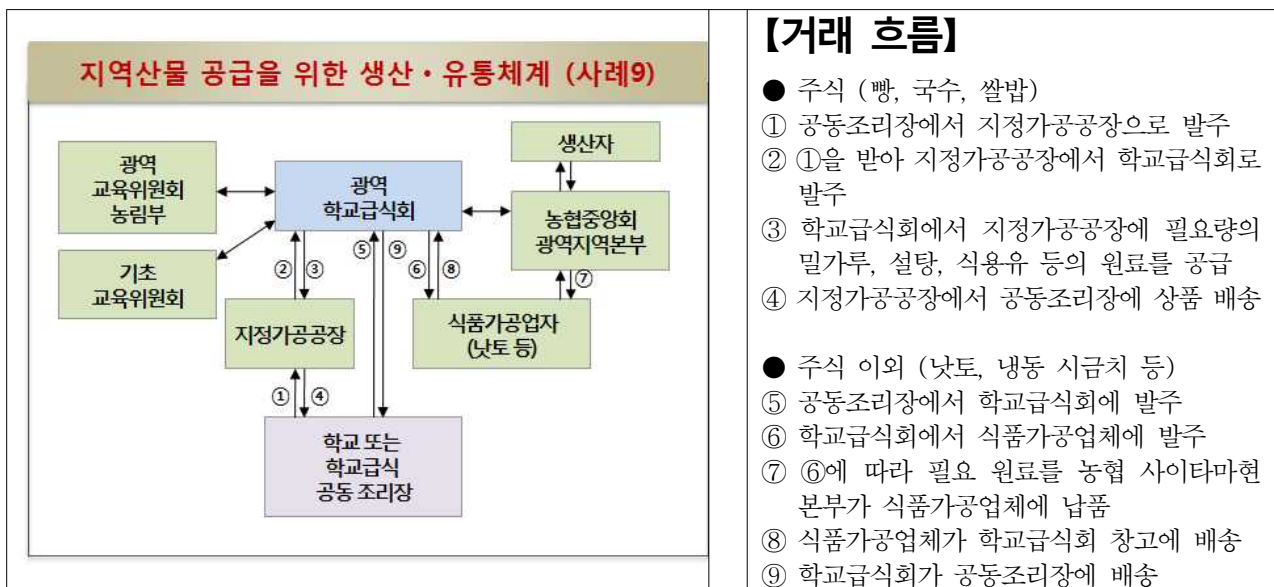 지역산물 공급을 위한 생산·유통체계 (사례9)
생산자
광역
교육위원회
농림부
광역
학교급식회
농협중앙회
광역지역본부
기초
교육위원회
②
③
⑤
⑨
⑥
⑧
⑦
지정가공공장
식품가공업자
(낫토 등)
①
④
학교 또는
학교급식
공동 조리장
【거래 흐름】
● 주식 (빵, 국수, 쌀밥)
① 공동조리장에서 지정가공공장으로 발주
② ①을 받아 지정가공공장에서 학교급식회로
발주
③ 학교급식회에서 지정가공공장에 필요량의
밀가루, 설탕, 식용유 등의 원료를 공급
④ 지정가공공장에서 공동조리장에 상품 배송
● 주식 이외 (낫토, 냉동 시금치 등)
⑤ 공동조리장에서 학교급식회에 발주
⑥ 학교급식회에서 식품가공업체에 발주
⑦ ⑥에 따라 필요 원료를 농협 사이타마현
본부가 식품가공업체에 납품
⑧ 식품가공업체가 학교급식회 창고에 배송
⑨ 학교급식회가 공동조리장에 배송